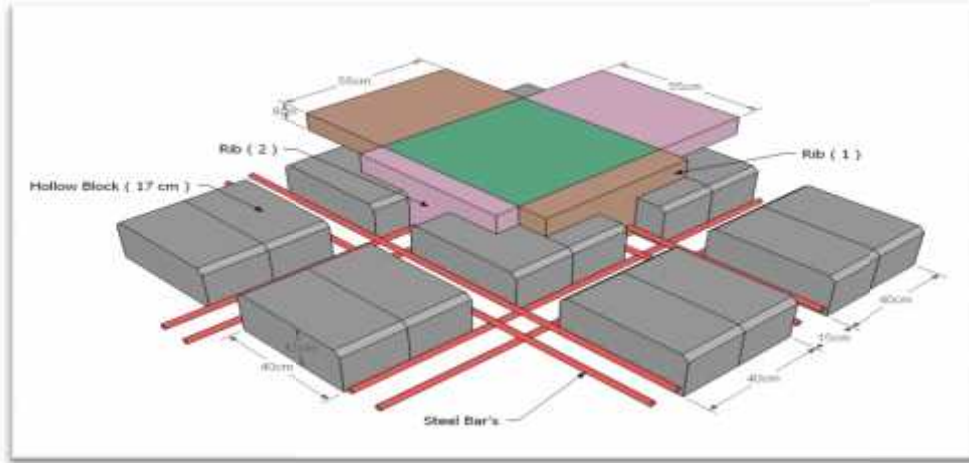 55cm
55cm
Rib ( 2 )
Rib ( 1 )
Hollow Block ( 17 cm )
40cm
15cm
40cm
40cm
Steel Bar's